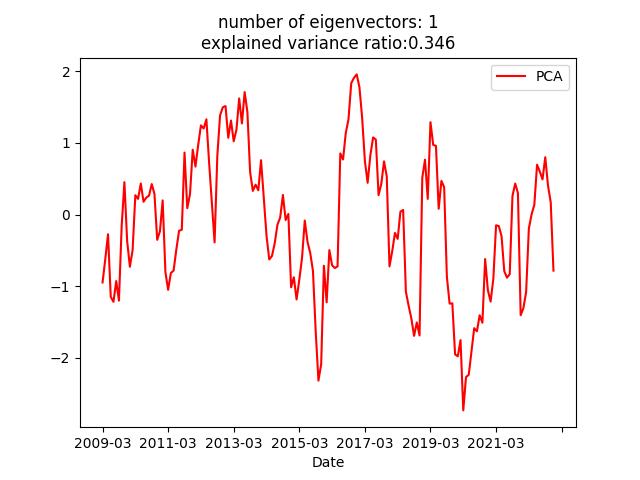 number of eigenvectors: 1
explained variance ratio:0.346
PCA
2
1
0
−1
−2
2009-03 2011-03 2013-03 2015-03 2017-03 2019-03 2021-03
Date